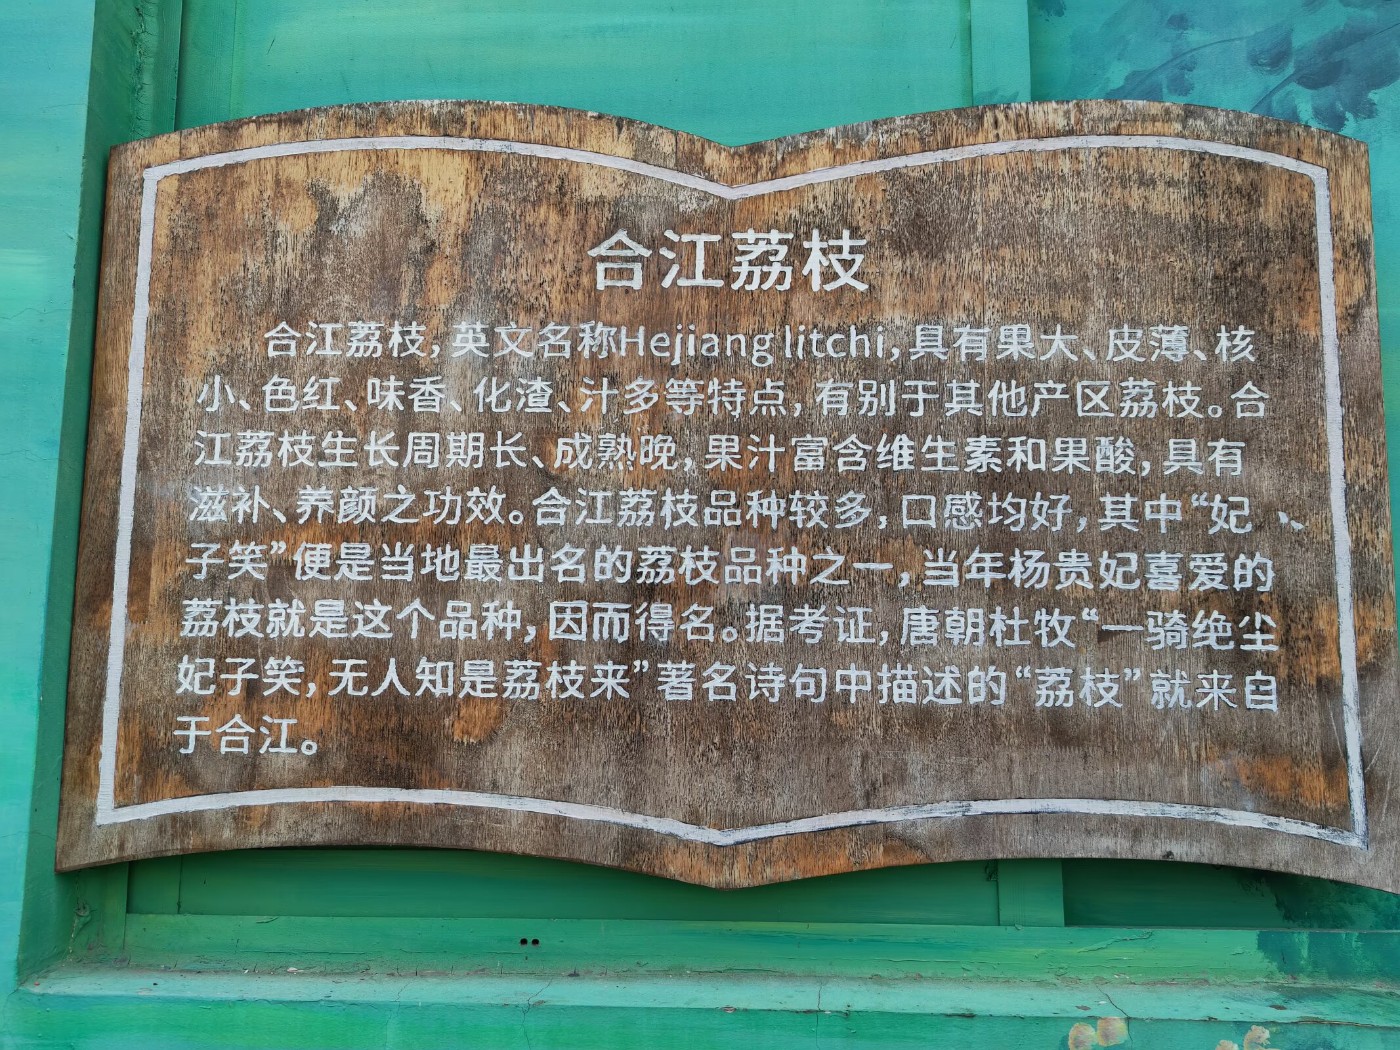 合江荔枝
合江荔枝，英文名称Hejiang litchi，具有果大、皮薄、核
小、色红、味香、化渣、汁多等特点，有别于其他产区荔枝。合
江荔枝生长周期长、成熟晚，果汁富含维生素和果酸，具有
滋补、养颜之功效。合江荔枝品种较多，口感均好，其中“妃
子笑”便是当地最出名的荔枝品种之一，当年杨贵妃喜爱的
荔枝就是这个品种，因而得名。据考证，唐朝杜牧“一骑绝尘
妃子笑，无人知是荔枝来”著名诗句中描述的“荔枝”就来自
于合江。